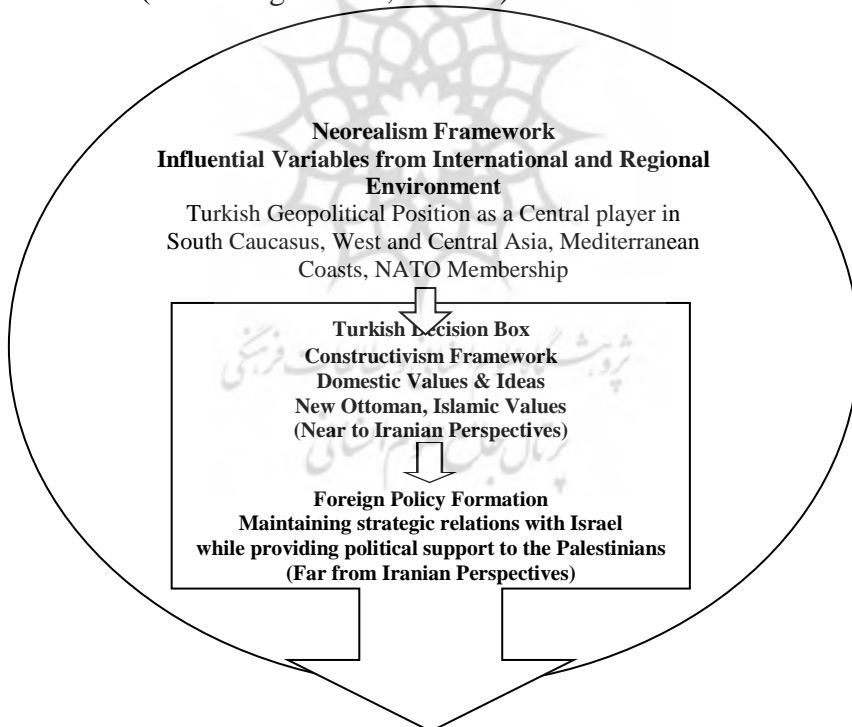 Neorealism Framework
Influential Variables from International and Regional
Environment
Turkish Geopolitical Position as a Central player in
South Caucasus, West and Central Asia, Mediterranean
Coasts, NATO Membership
Turkish Decision Box
Constructivism Framework
Domestic Values & Ideas
New Ottoman, Islamic Values
(Near to Iranian Perspectives)
Foreign Policy Formation
Maintaining strategic relations with Israel
while providing political support to the Palestinians
(Far from Iranian Perspectives)